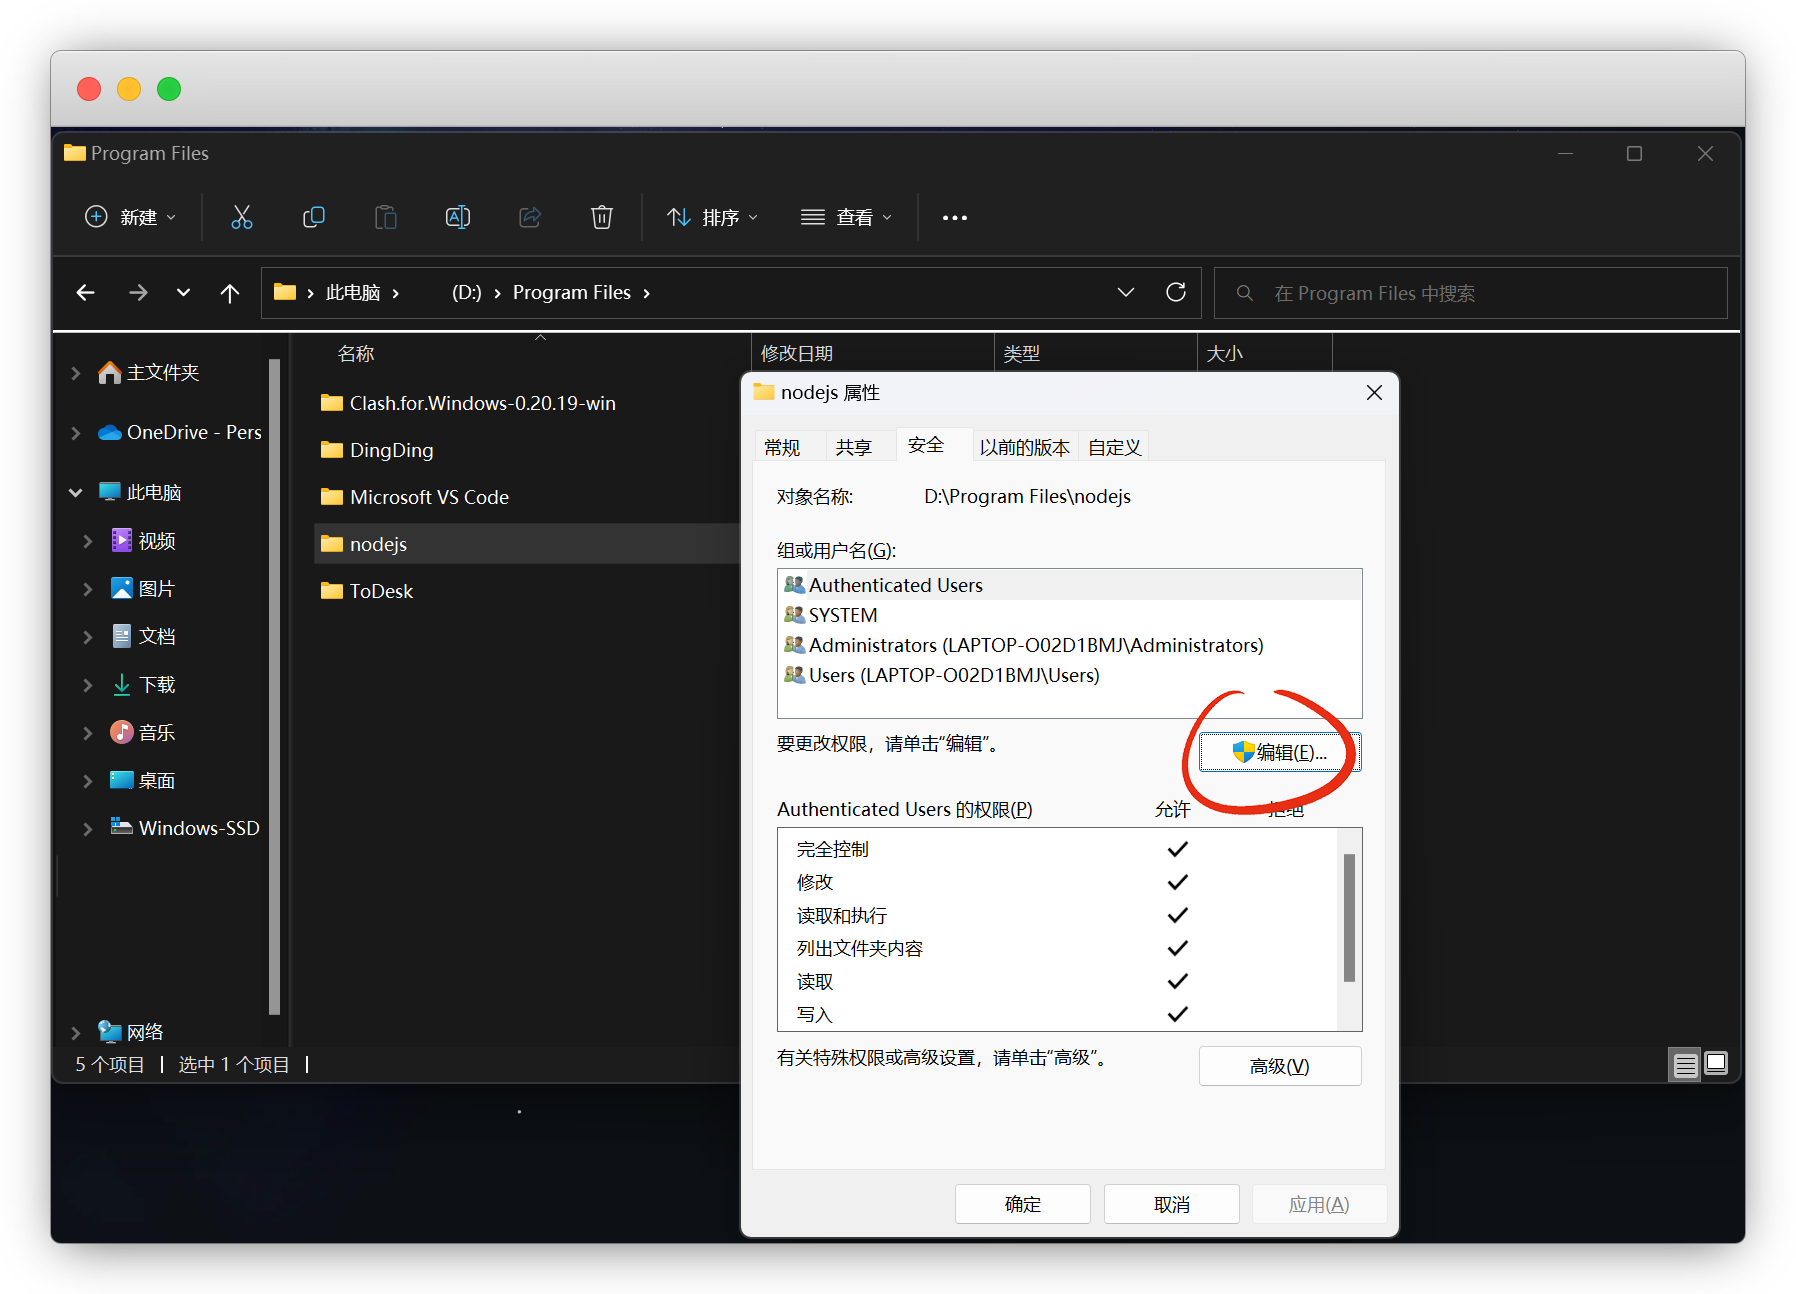 Program Files
新建
排序
查看
此电脑
(D:)
Program Files
在 Program Files 中搜索
名称
修改日期
类型
大小
主文件夹
OneDrive - Pers
此电脑
视频
图片
文档
下载
音乐
桌面
Windows-SSD
网络
Clash.for.Windows-0.20.19-win
DingDing
Microsoft VS Code
nodejs
ToDesk
5 个项目
选中 1 个项目
nodejs 属性
常规
共享
安全
以前的版本
自定义
对象名称: D:\Program Files\nodejs
组或用户名(G):
Authenticated Users
SYSTEM
Administrators (LAPTOP-O02D1BMJ\Administrators)
Users (LAPTOP-O02D1BMJ\Users)
要更改权限，请单击“编辑”。
编辑(E)...
Authenticated Users 的权限(P) 允许 拒绝
完全控制
修改
读取和执行
列出文件夹内容
读取
写入
有关特殊权限或高级设置，请单击“高级”。
高级(V)
确定
取消
应用(A)